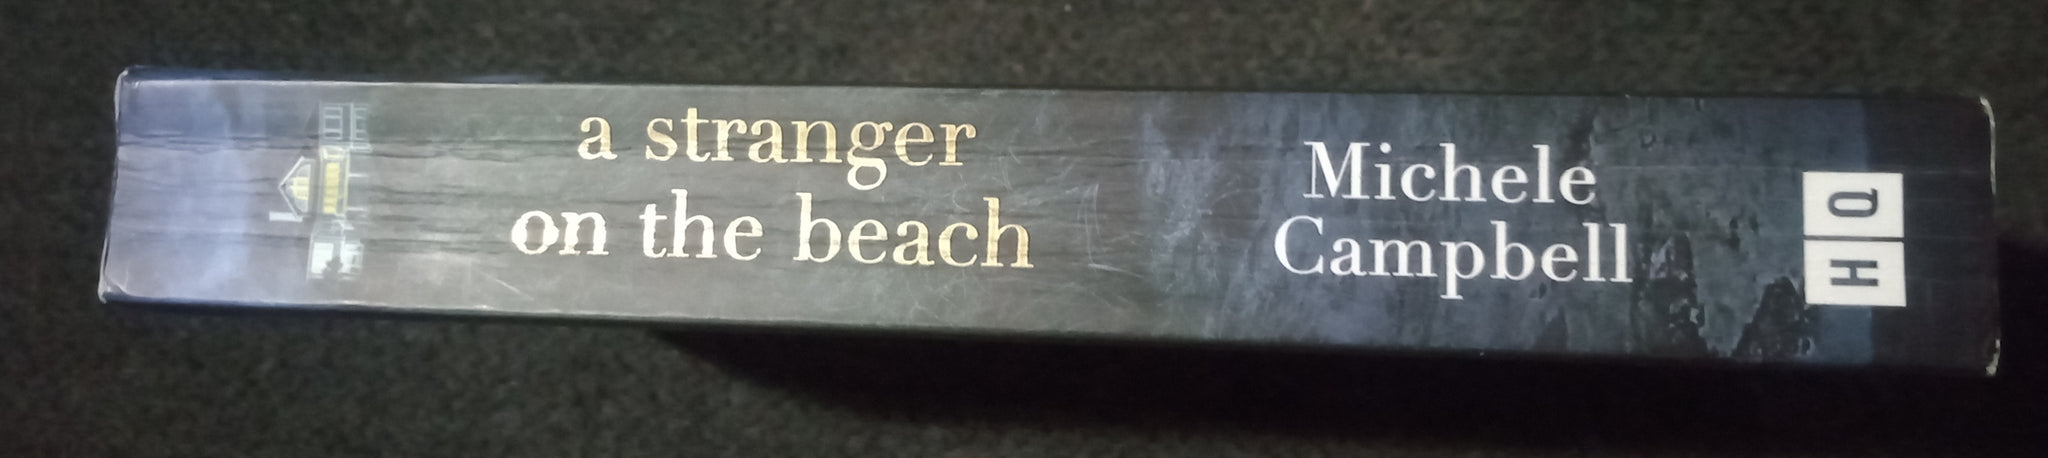 a stranger
on the beach
Michele
Campbell
HQ